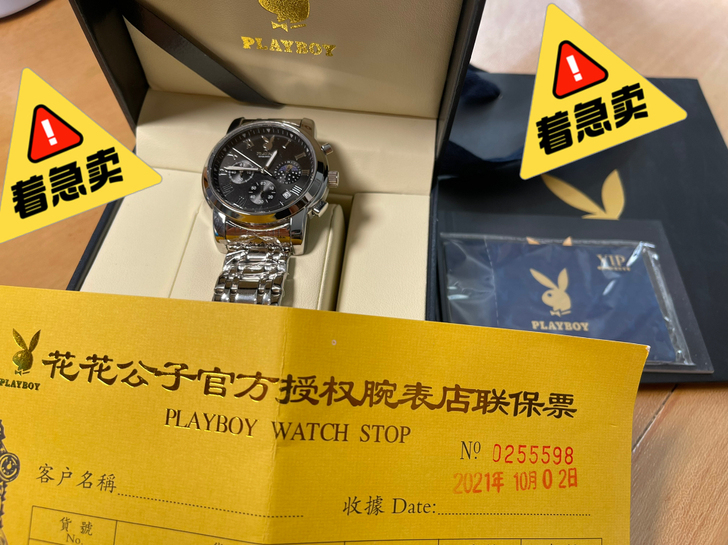 PLAYBOY
着急卖
着急卖
PLAYBOY
VIP
PLAYBOY
PLAYBOY
花花公子官方授权腕表店联保票
PLAYBOY WATCH STOP
Nº 0255598
2021年 10月 02日
客户名稱
收據 Date:
貨號
No.